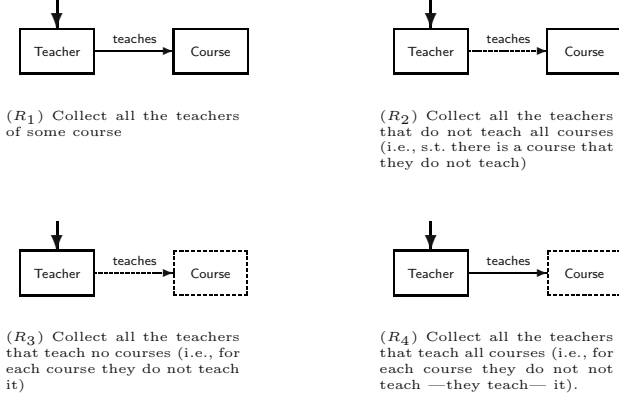 teaches
Teacher
Course
(R1) Collect all the teachers
of some course
teaches
Teacher
Course
(R2) Collect all the teachers
that do not teach all courses
(i.e., s.t. there is a course that
they do not teach)
teaches
Teacher
Course
(R3) Collect all the teachers
that teach no courses (i.e., for
each course they do not teach
it)
teaches
Teacher
Course
(R4) Collect all the teachers
that teach all courses (i.e., for
each course they do not not
teach —they teach— it).